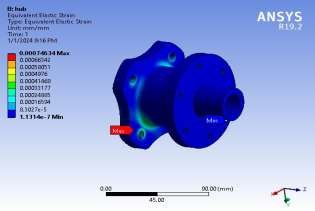 B: hub
Equivalent Elastic Strain
Type: Equivalent Elastic Strain
Unit: mm/mm
Time: 1
1/1/2024 9:16 PM
0.00074634 Max
0.00066342
0.00058051
0.0004976
0.00041468
0.00033177
0.00024885
0.00016594
8.3027e-5
1.1314e-7 Min
ANSYS
R19.2
Max
Min
0.00
90.00 (mm)
45.00
Z